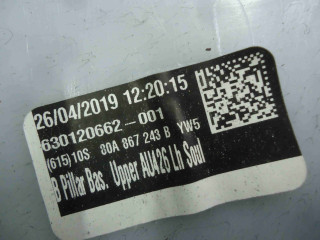 26/04/2019 12:20:15
630120662-001
(615)10S 80A 867 243 B YW5
B Pillar Bas. Upper AU426 Lh Soul